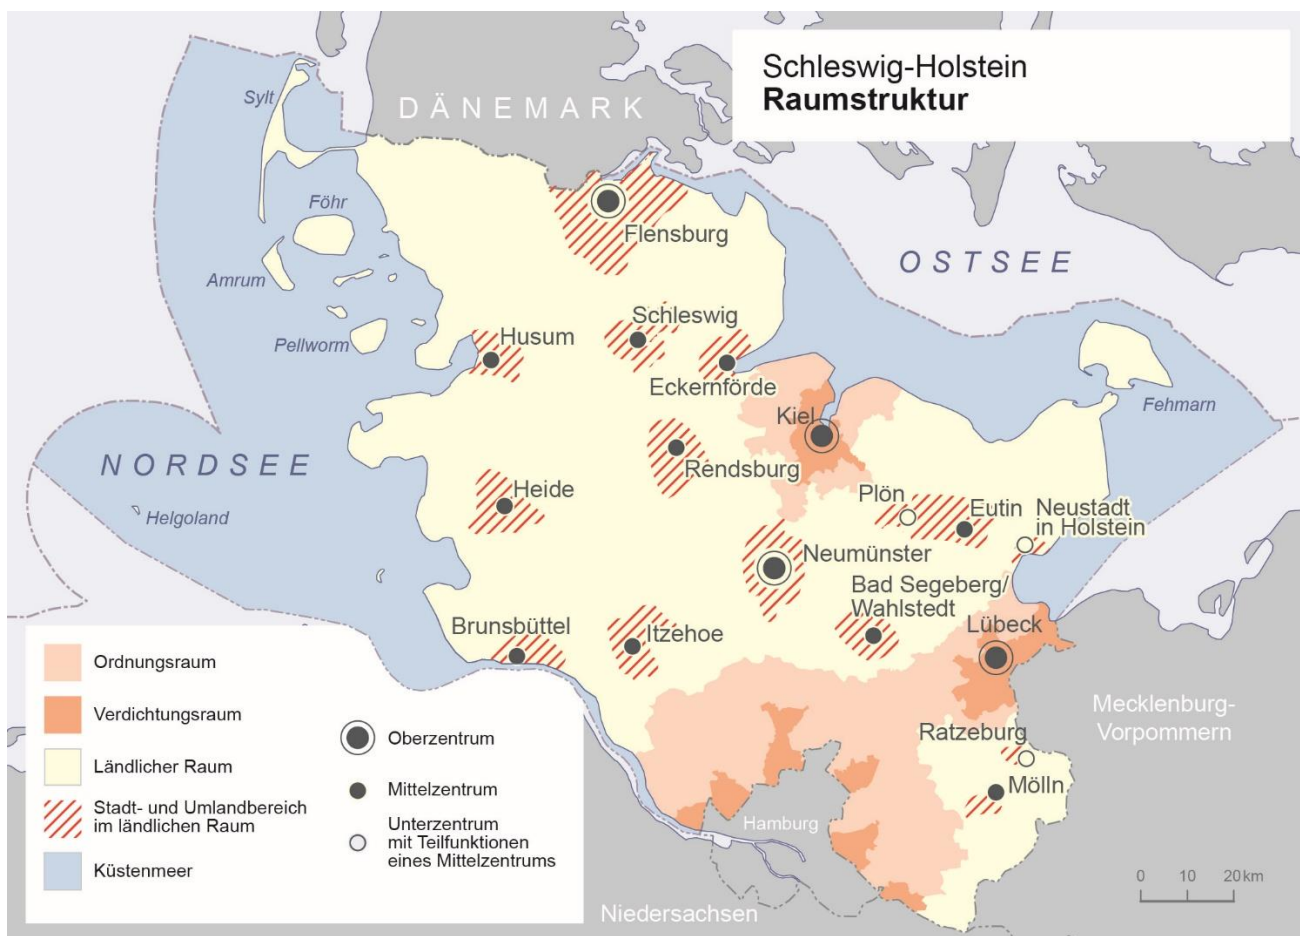 Schleswig-Holstein
Raumstruktur
DÄNEMARK
Sylt
Föhr
Amrum
Pellworm
Flensburg
OSTSEE
Schleswig
Husum
Eckernförde
Fehmarn
Kiel
NORDSEE
Rendsburg
Heide
Helgoland
Plön
Eutin
Neustadt
in Holstein
Neumünster
Bad Segeberg/
Wahlstedt
Brunsbüttel
Itzehoe
Lübeck
Ratzeburg
Mölln
Mecklenburg-
Vorpommern
Hamburg
Niedersachsen
Ordnungsraum
Verdichtungsraum
Ländlicher Raum
Stadt- und Umlandbereich
im ländlichen Raum
Küstenmeer
Oberzentrum
Mittelzentrum
Unterzentrum
mit Teilfunktionen
eines Mittelzentrums
0 10 20 km